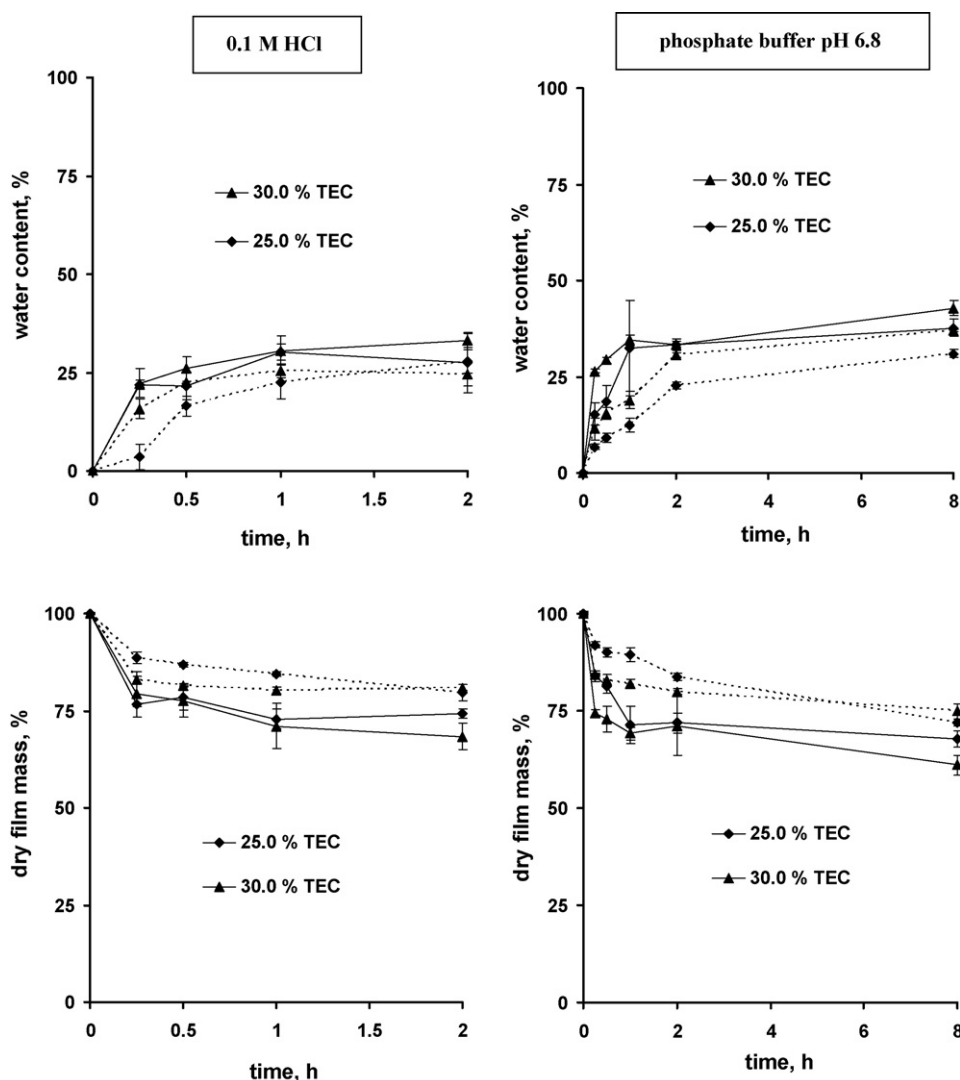 0.1 M HCl
phosphate buffer pH 6.8
100
75
50
25
0
water content, %
30.0 % TEC
25.0 % TEC
0
0.5
1
1.5
2
time, h
100
75
50
25
0
water content, %
30.0 % TEC
25.0 % TEC
0
2
4
6
8
time, h
100
75
50
25
0
dry film mass, %
25.0 % TEC
30.0 % TEC
0
0.5
1
1.5
2
time, h
100
75
50
25
0
dry film mass, %
25.0 % TEC
30.0 % TEC
0
2
4
6
8
time, h